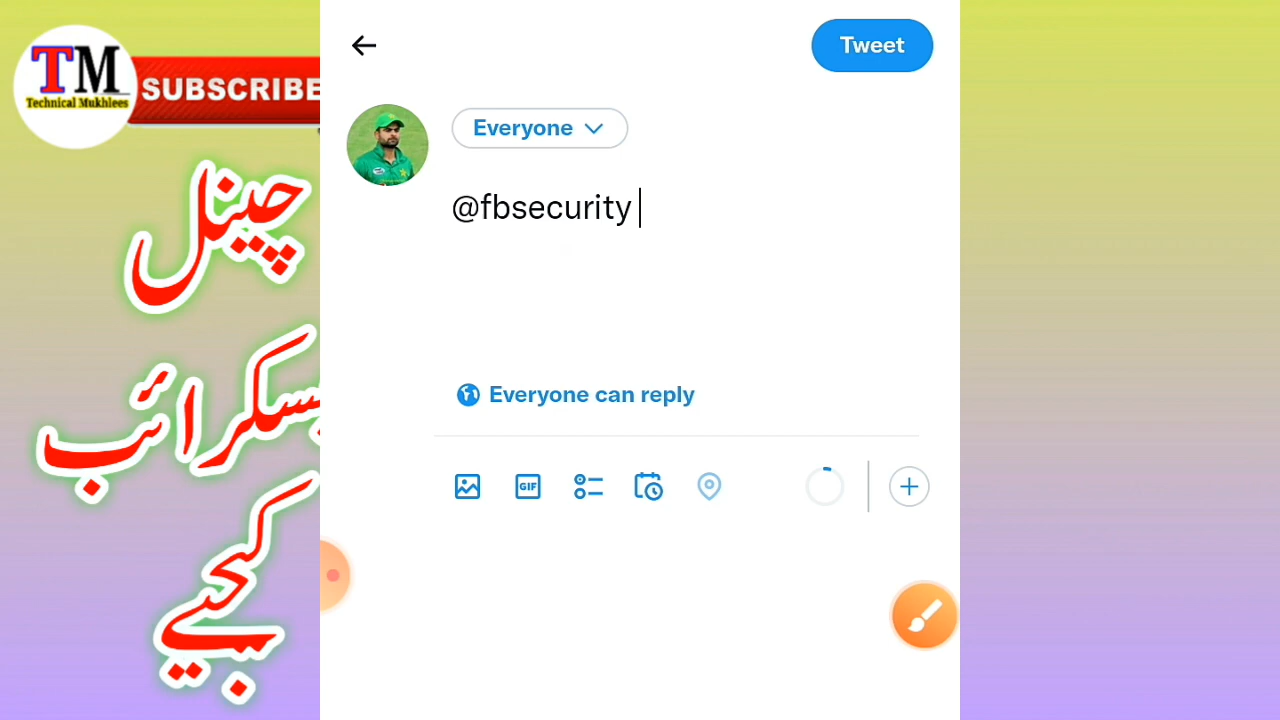 TM
Technical Mukhlees
SUBSCRIBE
چینل
سبسکرائب
کیجیے
Tweet
Everyone
@fbsecurity
Everyone can reply
GIF